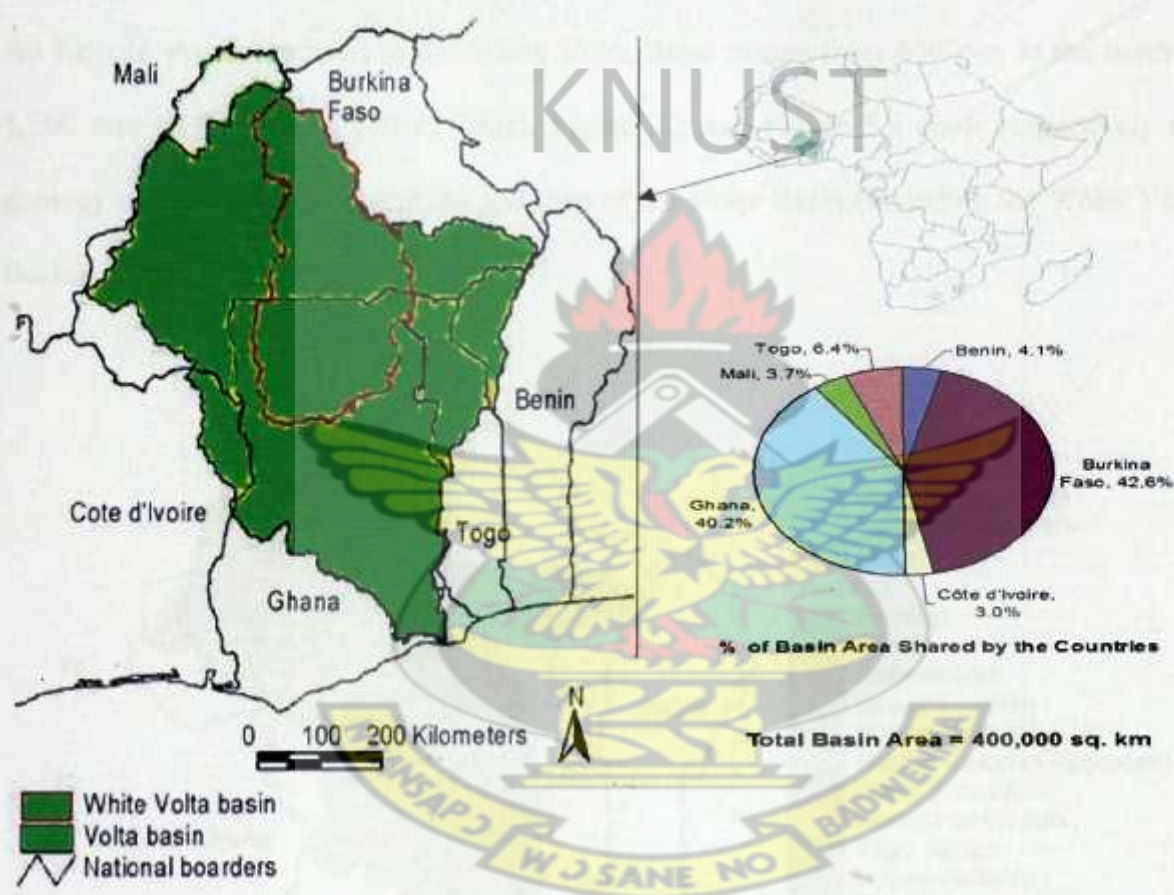 KNUST
Mali
Burkina
Faso
Benin
Cote d'Ivoire
Togo
Ghana
0 100 200 Kilometers
N
White Volta basin
Volta basin
National boarders
Togo, 6.4%
Benin, 4.1%
Mali, 3.7%
Burkina
Faso, 42.6%
Ghana,
40.2%
Côte d'Ivoire,
3.0%
% of Basin Area Shared by the Countries
Total Basin Area = 400,000 sq. km
NYANSAPƆ WƆSANE NO BADWENMA